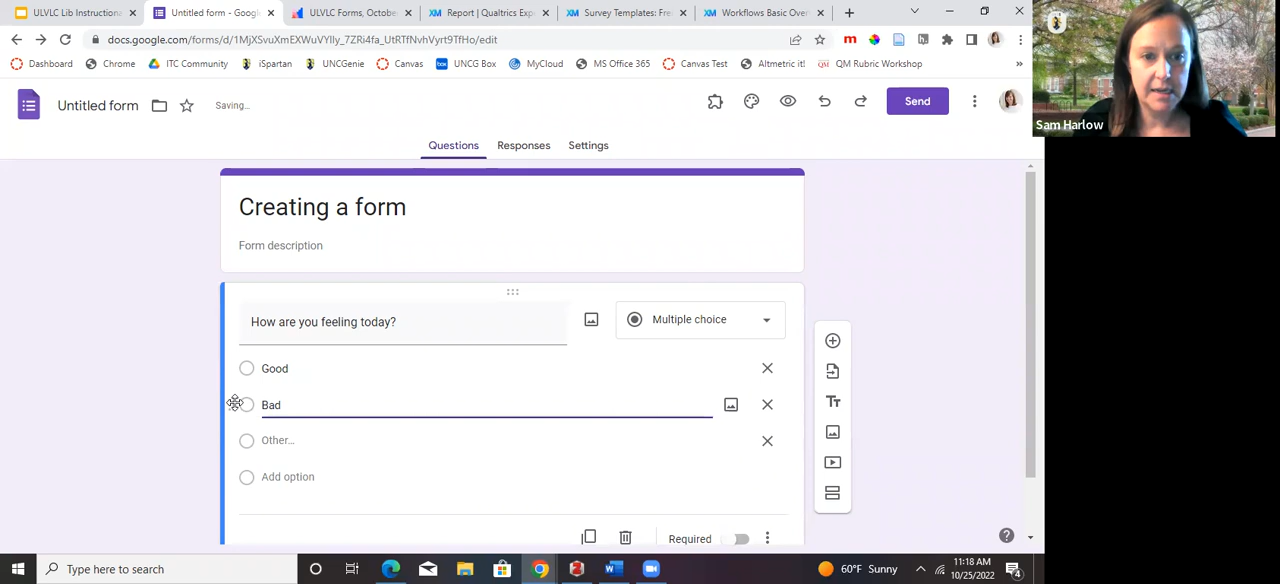 ULVLC Lib Instruction
Untitled form - Google
ULVLC Forms, Octobe
Report | Qualtrics Exp
Survey Templates: Fre
Workflows Basic Over
docs.google.com/forms/d/1MjXSvuXmEXWuVYlly_7ZRi4fa_UtRTfNvhVyrt9TfHo/edit
Dashboard
Chrome
ITC Community
iSpartan
UNCGenie
Canvas
UNCG Box
MyCloud
MS Office 365
Canvas Test
Altmetric it!
QM Rubric Workshop
Untitled form
Saving...
Send
Sam Harlow
Questions
Responses
Settings
Creating a form
Form description
How are you feeling today?
Multiple choice
Good
Bad
Other...
Add option
Required
Type here to search
60°F Sunny
11:18 AM
10/25/2022